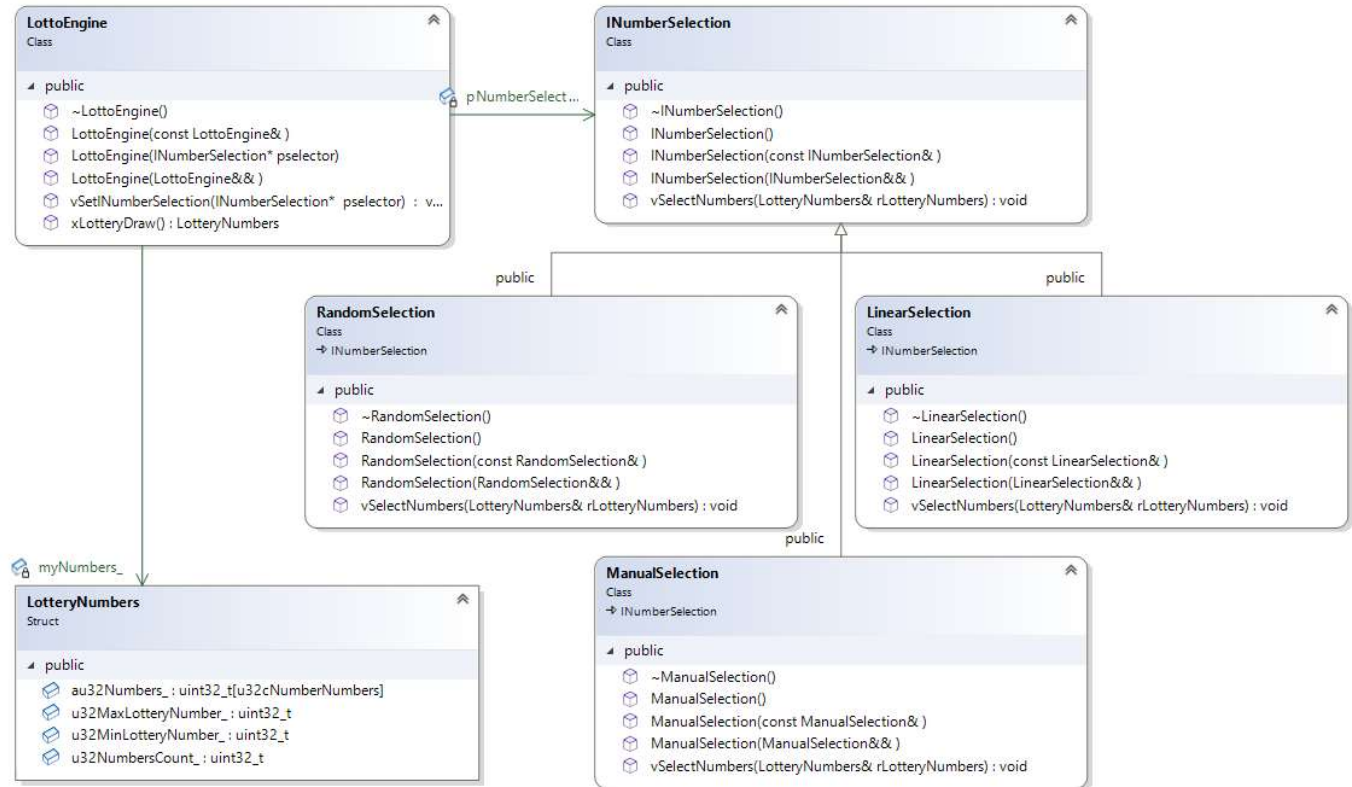 LottoEngine
Class
public
~LottoEngine()
LottoEngine(const LottoEngine& )
LottoEngine(INumberSelection* pselector)
LottoEngine(LottoEngine&& )
vSetINumberSelection(INumberSelection*  pselector)  :  v...
xLotteryDraw() : LotteryNumbers
pNumberSelect...
INumberSelection
Class
public
~INumberSelection()
INumberSelection()
INumberSelection(const INumberSelection& )
INumberSelection(INumberSelection&& )
vSelectNumbers(LotteryNumbers& rLotteryNumbers) : void
public
public
RandomSelection
Class
INumberSelection
public
~RandomSelection()
RandomSelection()
RandomSelection(const RandomSelection& )
RandomSelection(RandomSelection&& )
vSelectNumbers(LotteryNumbers& rLotteryNumbers) : void
LinearSelection
Class
INumberSelection
public
~LinearSelection()
LinearSelection()
LinearSelection(const LinearSelection& )
LinearSelection(LinearSelection&& )
vSelectNumbers(LotteryNumbers& rLotteryNumbers) : void
public
myNumbers_
LotteryNumbers
Struct
public
au32Numbers_ : uint32_t[u32cNumberNumbers]
u32MaxLotteryNumber_ : uint32_t
u32MinLotteryNumber_ : uint32_t
u32NumbersCount_ : uint32_t
ManualSelection
Class
INumberSelection
public
~ManualSelection()
ManualSelection()
ManualSelection(const ManualSelection& )
ManualSelection(ManualSelection&& )
vSelectNumbers(LotteryNumbers& rLotteryNumbers) : void